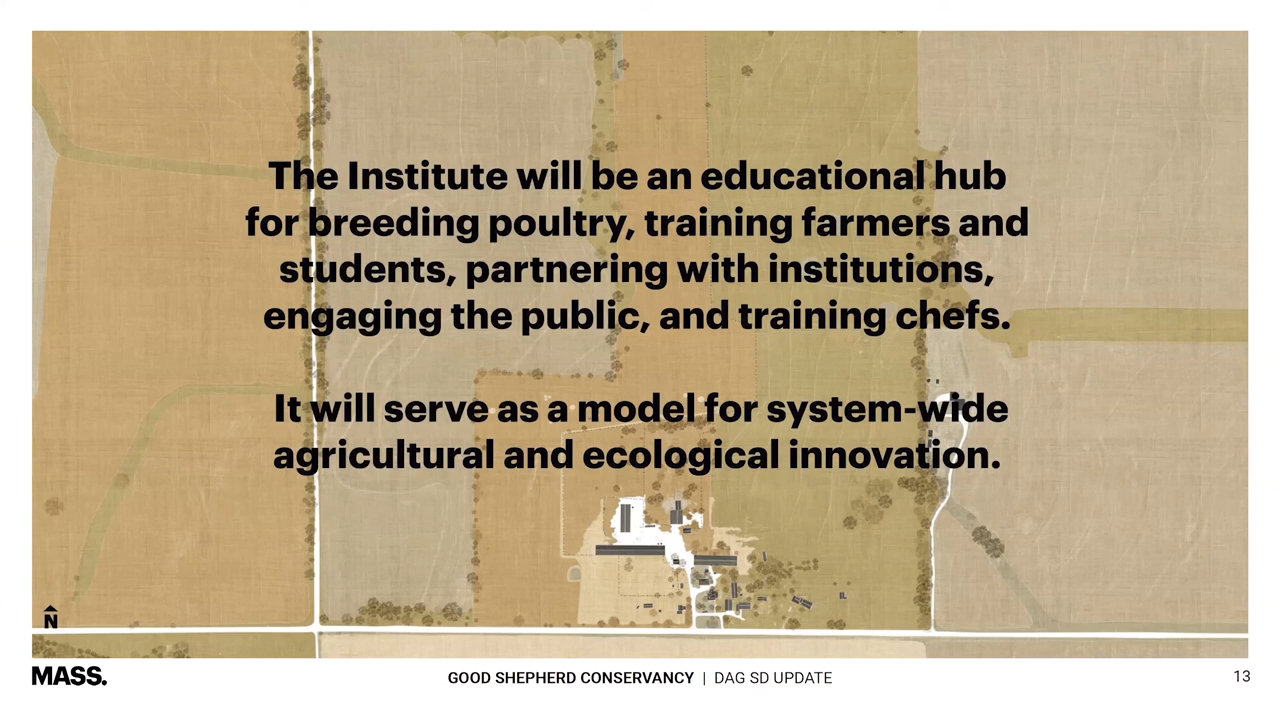 The Institute will be an educational hub
for breeding poultry, training farmers and
students, partnering with institutions,
engaging the public, and training chefs.
It will serve as a model for system-wide
agricultural and ecological innovation.
N
MASS.
GOOD SHEPHERD CONSERVANCY | DAG SD UPDATE
13